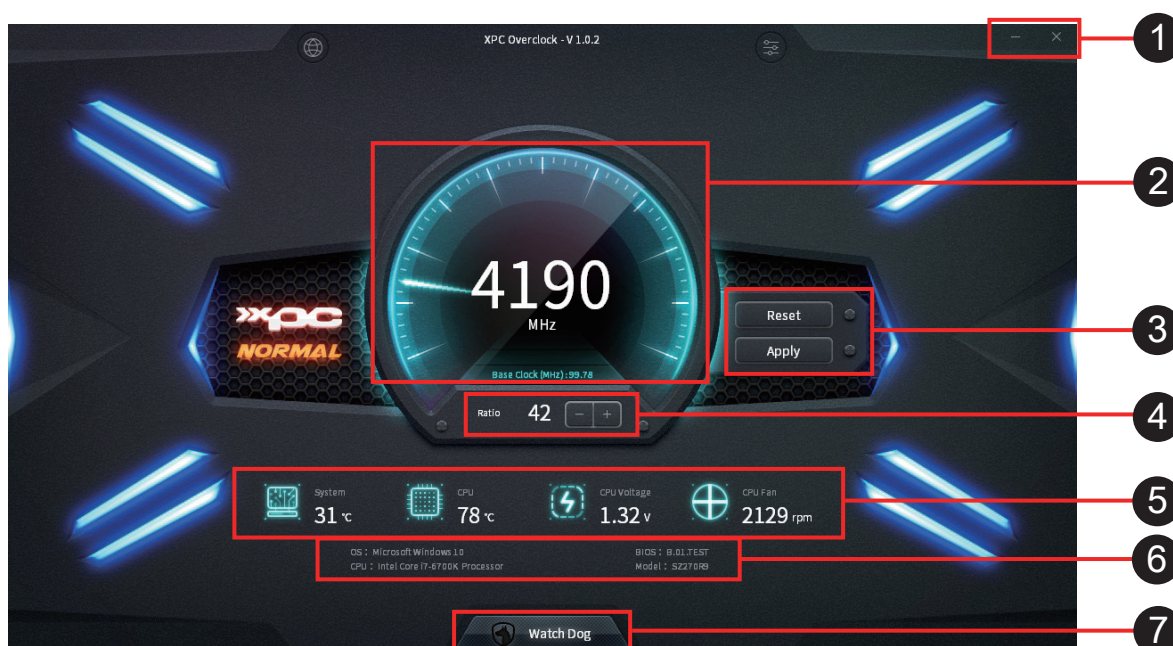 XPC Overclock - V 1.0.2
1
2
4190
MHz
Base Clock (MHz) : 99.78
xpc
NORMAL
Reset
Apply
3
Ratio 42 - +
4
System CPU CPU Voltage CPU Fan
31 °C 78 °C 1.32 V 2129 rpm
5
OS : Microsoft Windows 10 BIOS : B.01.TEST
CPU : Intel Core i7-6700K Processor Model : SZ270R9
6
Watch Dog
7